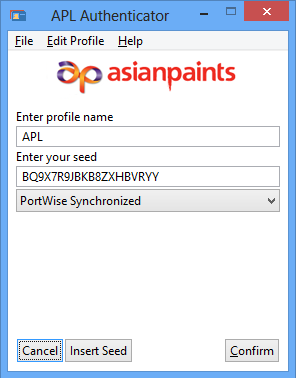 APL Authenticator
File Edit Profile Help
ap asianpaints
Enter profile name
APL
Enter your seed
BQ9X7R9JBKB8ZXHBVRYY
PortWise Synchronized
Cancel Insert Seed Confirm